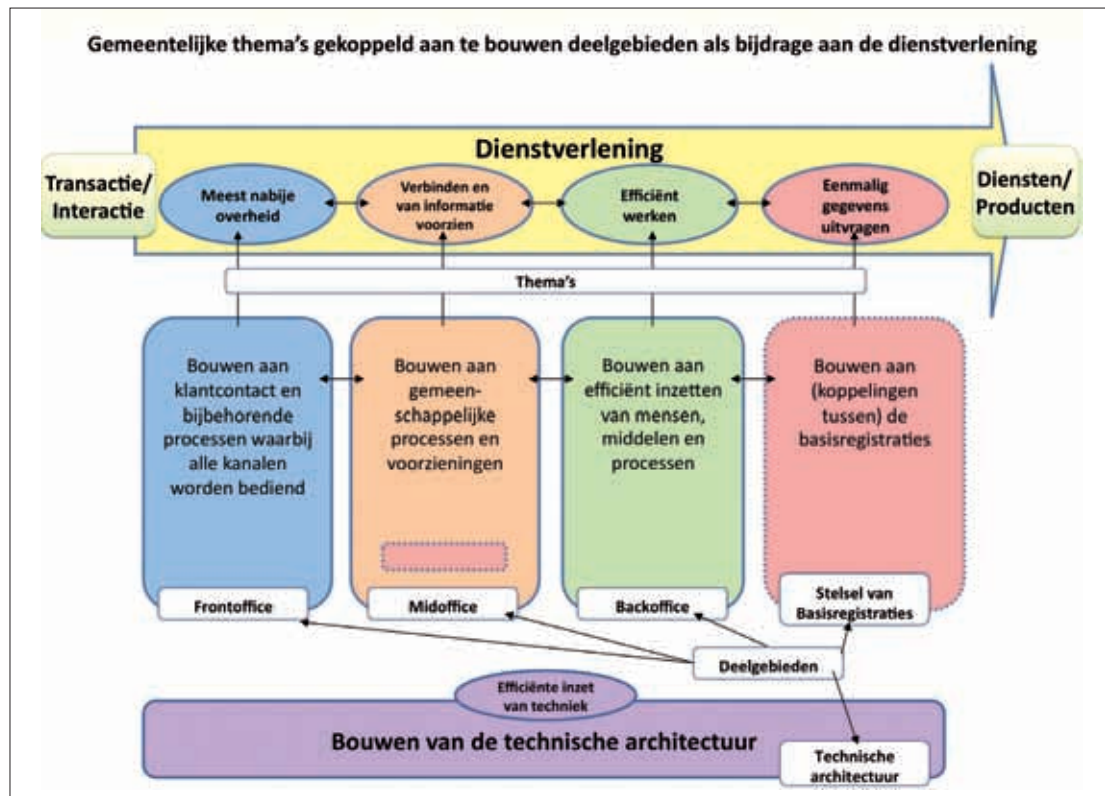 Gemeentelijke thema's gekoppeld aan te bouwen deelgebieden als bijdrage aan de dienstverlening
Dienstverlening
Transactie/
Interactie
Meest nabije
overheid
Verbinden en
van informatie
voorzien
Efficiënt
werken
Eenmalig
gegevens
uitvragen
Diensten/
Producten
Thema's
Bouwen aan
klantcontact en
bijbehorende
processen waarbij
alle kanalen
worden bediend
Bouwen aan
gemeen-
schappelijke
processen en
voorzieningen
Bouwen aan
efficiënt inzetten
van mensen,
middelen en
processen
Bouwen aan
(koppelingen
tussen) de
basisregistraties
Frontoffice
Midoffice
Backoffice
Stelsel van
Basisregistraties
Deelgebieden
Efficiënte inzet
van techniek
Bouwen van de technische architectuur
Technische
architectuur